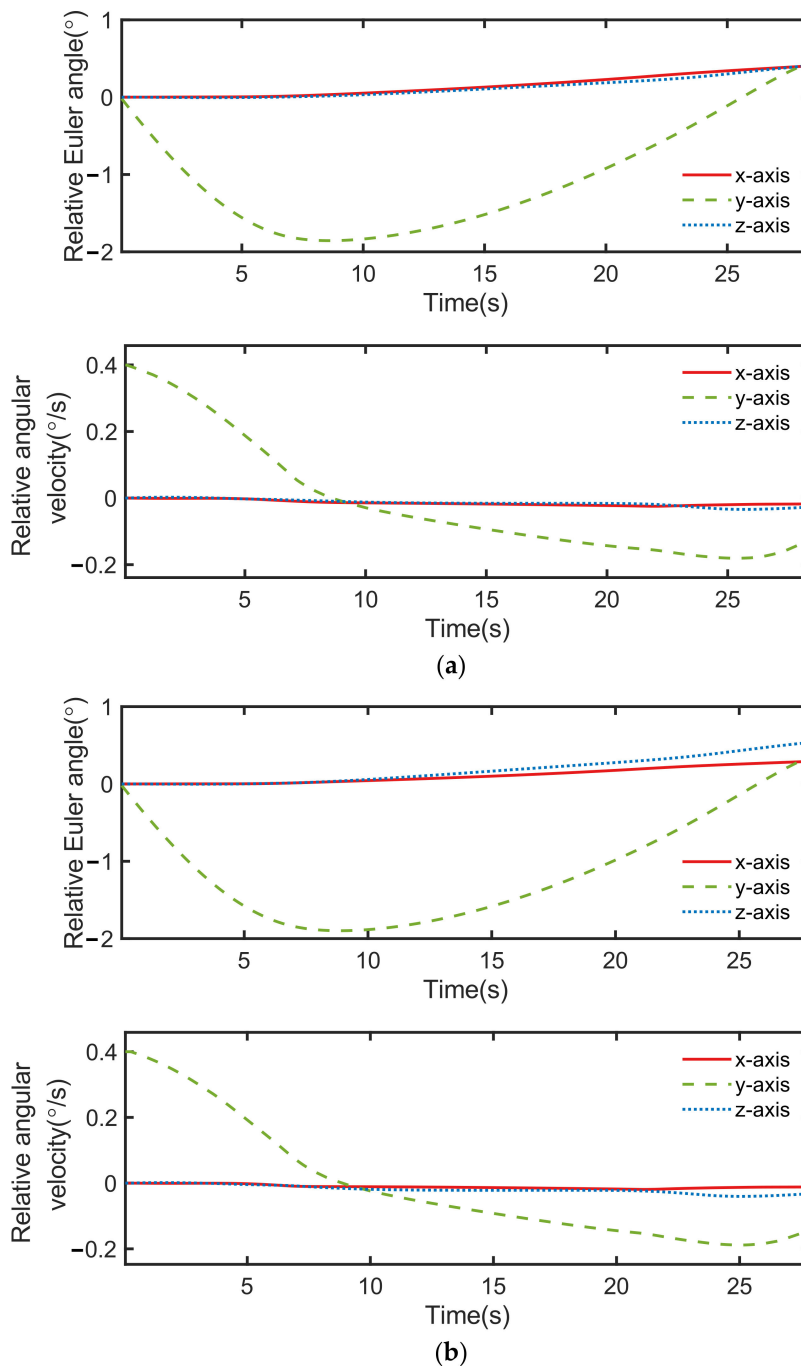 Relative Euler angle(°)
1
0
−1
−2
x-axis
y-axis
z-axis
5 10 15 20 25
Time(s)
Relative angular
velocity(°/s)
0.4
0.2
0
−0.2
x-axis
y-axis
z-axis
5 10 15 20 25
Time(s)
(a)
Relative Euler angle(°)
1
0
−1
−2
x-axis
y-axis
z-axis
5 10 15 20 25
Time(s)
Relative angular
velocity(°/s)
0.4
0.2
0
−0.2
x-axis
y-axis
z-axis
5 10 15 20 25
Time(s)
(b)